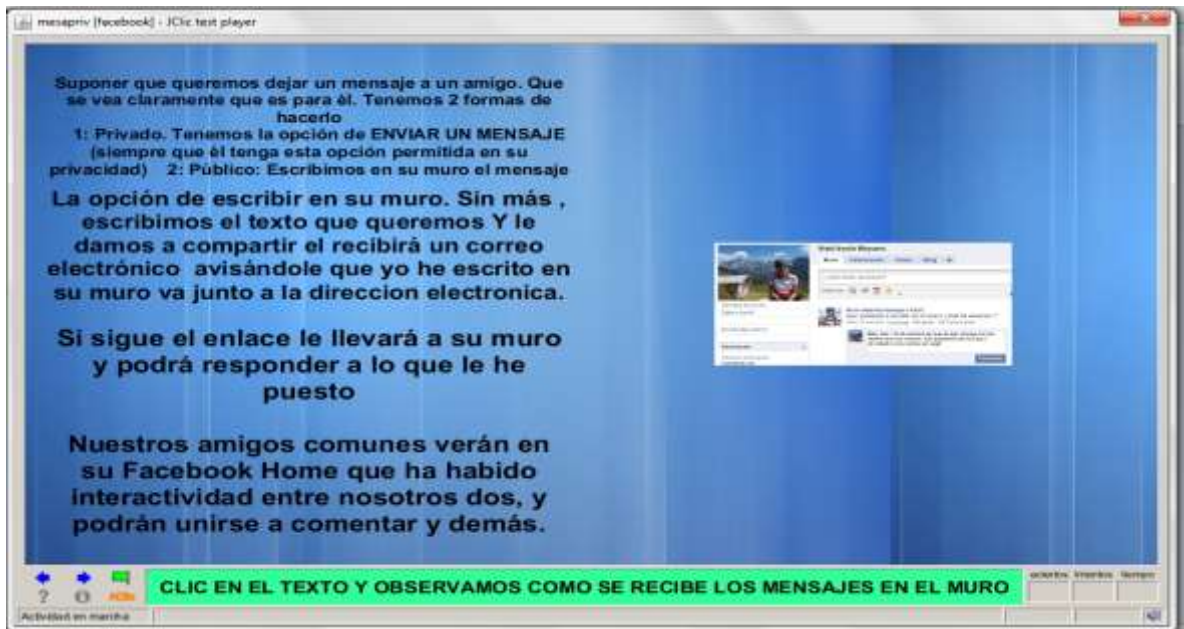 mesapriv [facebook] - JClic test player
Suponer que queremos dejar un mensaje a un amigo. Que
se vea claramente que es para él. Tenemos 2 formas de
hacerlo
1: Privado. Tenemos la opción de ENVIAR UN MENSAJE
(siempre que él tenga esta opción permitida en su
privacidad) 2: Público: Escribimos en su muro el mensaje
La opción de escribir en su muro. Sin más ,
escribimos el texto que queremos Y le
damos a compartir el recibirá un correo
electrónico avisándole que yo he escrito en
su muro va junto a la direccion electronica.
Si sigue el enlace le llevará a su muro
y podrá responder a lo que le he
puesto
Nuestros amigos comunes verán en
su Facebook Home que ha habido
interactividad entre nosotros dos, y
podrán unirse a comentar y demás.
Muro
CLIC EN EL TEXTO Y OBSERVAMOS COMO SE RECIBE LOS MENSAJES EN EL MURO
aciertos intentos tiempo
Actividad en marcha